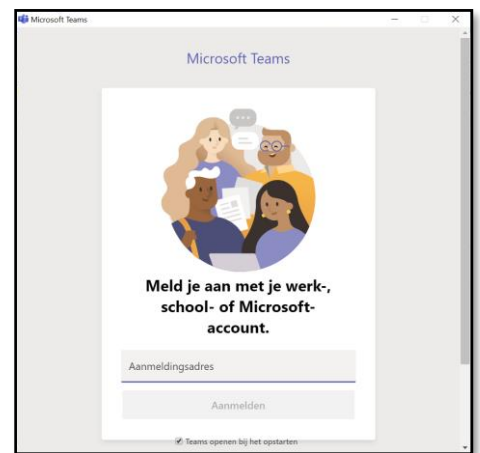 Microsoft Teams
Microsoft Teams
Meld je aan met je werk-,
school- of Microsoft-
account.
Aanmeldingsadres
Aanmelden
Teams openen bij het opstarten